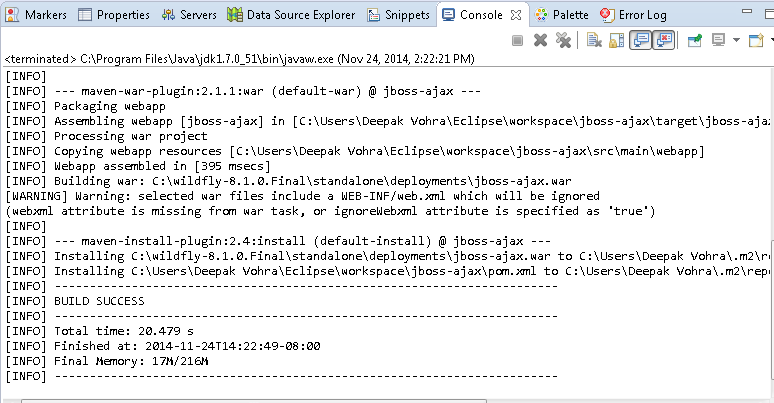 Markers Properties Servers Data Source Explorer Snippets Console Palette Error Log
<terminated> C:\Program Files\Java\jdk1.7.0_51\bin\javaw.exe (Nov 24, 2014, 2:22:21 PM)
[INFO]
[INFO] --- maven-war-plugin:2.1.1:war (default-war) @ jboss-ajax ---
[INFO] Packaging webapp
[INFO] Assembling webapp [jboss-ajax] in [C:\Users\Deepak Vohra\Eclipse\workspace\jboss-ajax\target\jboss-ajax
[INFO] Processing war project
[INFO] Copying webapp resources [C:\Users\Deepak Vohra\Eclipse\workspace\jboss-ajax\src\main\webapp]
[INFO] Webapp assembled in [395 msecs]
[INFO] Building war: C:\wildfly-8.1.0.Final\standalone\deployments\jboss-ajax.war
[WARNING] Warning: selected war files include a WEB-INF/web.xml which will be ignored
(webxml attribute is missing from war task, or ignoreWebxml attribute is specified as 'true')
[INFO]
[INFO] --- maven-install-plugin:2.4:install (default-install) @ jboss-ajax ---
[INFO] Installing C:\wildfly-8.1.0.Final\standalone\deployments\jboss-ajax.war to C:\Users\Deepak Vohra\.m2\re
[INFO] Installing C:\Users\Deepak Vohra\Eclipse\workspace\jboss-ajax\pom.xml to C:\Users\Deepak Vohra\.m2\repo
[INFO] ------------------------------------------------------------------------
[INFO] BUILD SUCCESS
[INFO] ------------------------------------------------------------------------
[INFO] Total time: 20.479 s
[INFO] Finished at: 2014-11-24T14:22:49-08:00
[INFO] Final Memory: 17M/216M
[INFO] ------------------------------------------------------------------------